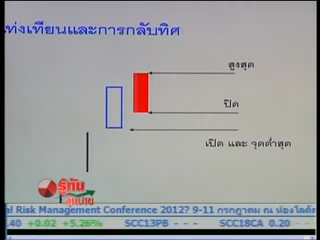 แท่งเทียนและการกลับทิศ
สูงสุด
ปิด
เปิด และ จุดต่ำสุด
รู้ทัน
al Risk Management Conference 2012? 9-11 กรกฎาคม ณ ห้องโลตัส
1.40 +0.02 +5.26% SCC13PB - - - SCC18CA 0.20 - -